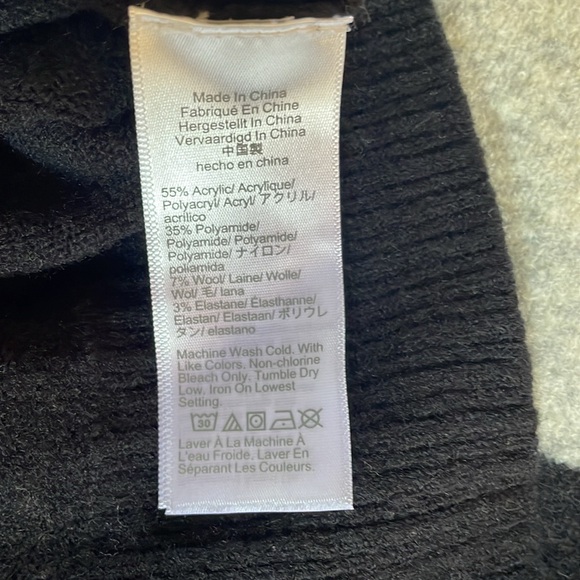 Made In China
Fabriqué En Chine
Hergestellt In China
Vervaardigd In China
中国製
hecho en china
55% Acrylic/ Acrylique/
Polyacryl/ Acryl/ アクリル/
acrílico
35% Polyamide/
Polyamide/ Polyamide/
Polyamide/ ナイロン/
poliamida
7% Wool/ Laine/ Wolle/
Wol/ 毛/ lana
3% Elastane/ Élasthanne/
Elastan/ Elastaan/ ポリウレ
タン/ elastano
Machine Wash Cold. With
Like Colors. Non-chlorine
Bleach Only. Tumble Dry
Low. Iron On Lowest
Setting.
30
Laver À La Machine À
L'eau Froide. Laver En
Séparant Les Couleurs.